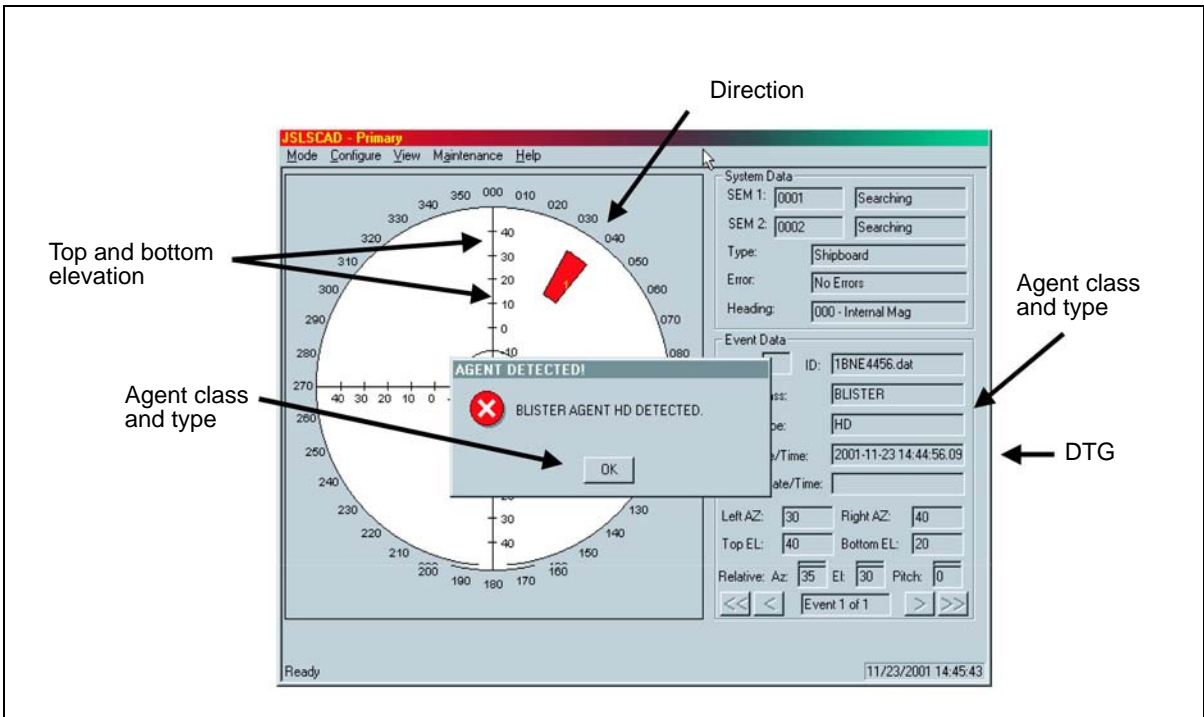 Direction
JSLSCAD - Primary
Mode Configure View Maintenance Help
System Data
SEM 1: 0001 Searching
SEM 2: 0002 Searching
Type: Shipboard
Error: No Errors
Heading: 000 - Internal Mag
Top and bottom
elevation
Agent class
and type
Agent class
and type
DTG
000
010
020
030
040
050
060
070
080
130
140
150
160
170
180
190
200
210
220
230
240
250
260
270
280
290
300
310
320
330
340
350
40
30
20
10
0
-10
40 30 20 10 0
30
40
1
AGENT DETECTED!
BLISTER AGENT HD DETECTED.
OK
Event Data
ID: 1BNE4456.dat
ss: BLISTER
pe: HD
e/Time: 2001-11-23 14:44:56.09
ate/Time:
Left AZ: 30 Right AZ: 40
Top EL: 40 Bottom EL: 20
Relative: Az: 35 El: 30 Pitch: 0
<< < Event 1 of 1 > >>
Ready 11/23/2001 14:45:43